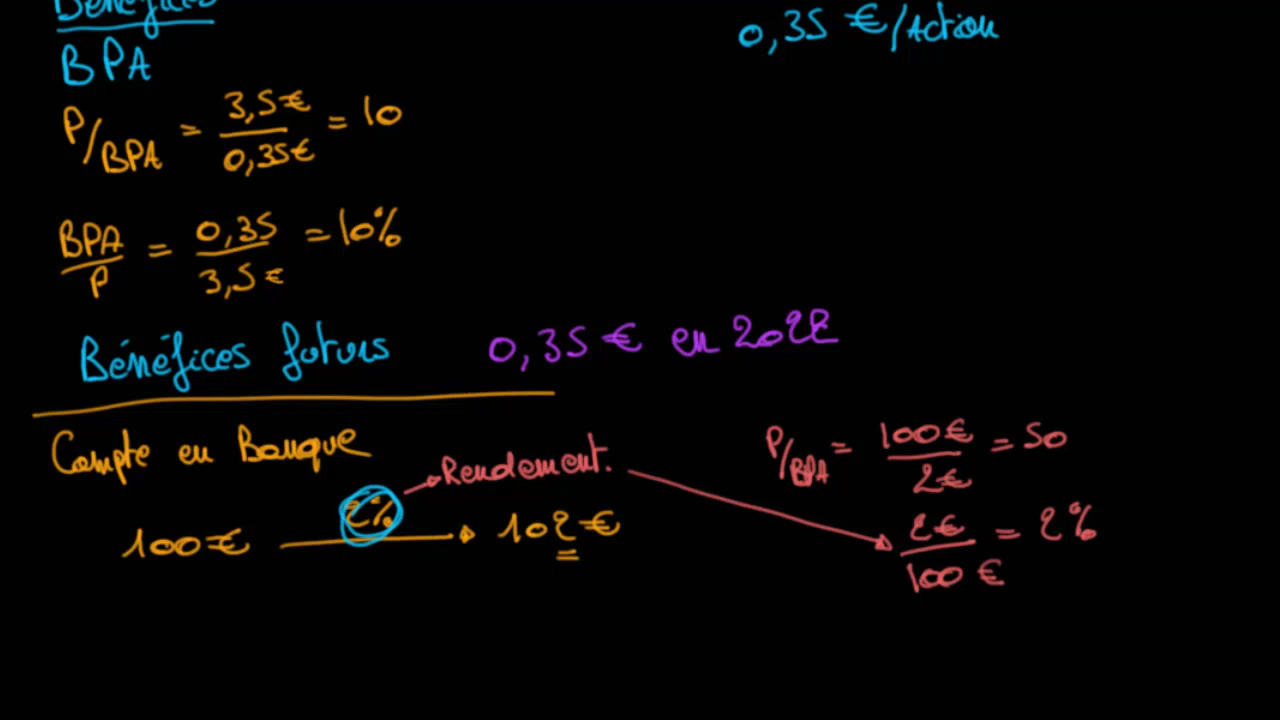 Bénéfices
BPA
0,35 €/Action
P/BPA = 3,5€ / 0,35€ = 10
BPA / P = 0,35 / 3,5€ = 10%
Bénéfices futurs 0,35 € en 2022
Compte en Banque
Rendement.
P/BPA = 100€ / 2€ = 50
100€ 2% 102€
2€ / 100€ = 2%